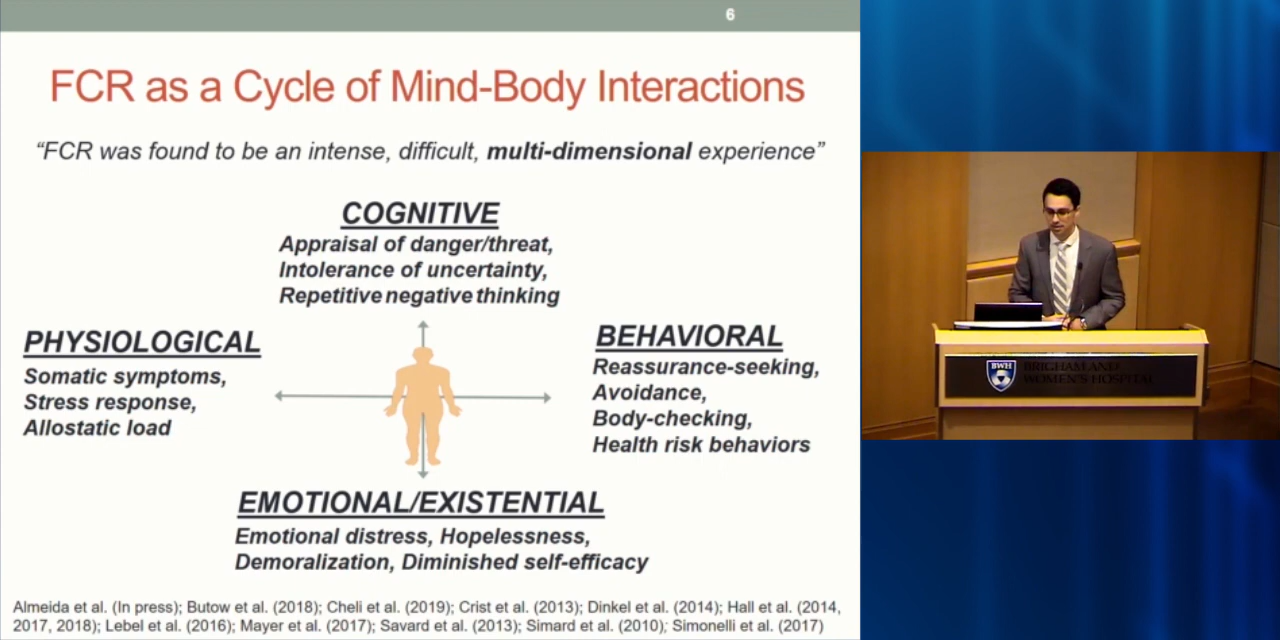 6
FCR as a Cycle of Mind-Body Interactions
“FCR was found to be an intense, difficult, multi-dimensional experience”
COGNITIVE
Appraisal of danger/threat,
Intolerance of uncertainty,
Repetitive negative thinking
PHYSIOLOGICAL
Somatic symptoms,
Stress response,
Allostatic load
BEHAVIORAL
Reassurance-seeking,
Avoidance,
Body-checking,
Health risk behaviors
EMOTIONAL/EXISTENTIAL
Emotional distress, Hopelessness,
Demoralization, Diminished self-efficacy
Almeida et al. (In press); Butow et al. (2018); Cheli et al. (2019); Crist et al. (2013); Dinkel et al. (2014); Hall et al. (2014,
2017, 2018); Lebel et al. (2016); Mayer et al. (2017); Savard et al. (2013); Simard et al. (2010); Simonelli et al. (2017)
BWH
BRIGHAM AND
WOMEN'S HOSPITAL